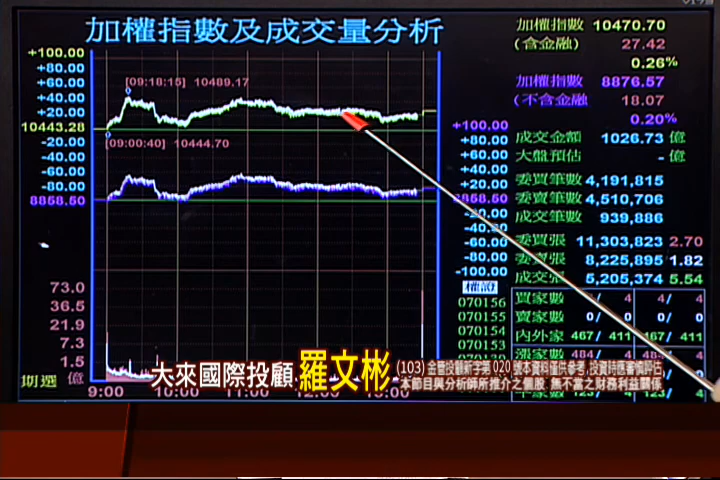 加權指數及成交量分析
加權指數 10470.70
(含金融) 27.42
0.26%
加權指數 8876.57
(不含金融 18.07
0.20%
成交金額 1026.73 億
大盤預估 - 億
委買筆數 4,191,815
委賣筆數 4,510,706
成交筆數 939,886
委買張 11,303,823 2.70
委賣張 8,225,895 1.82
成交張 5,205,374 5.54
買家數 4/ 4
賣家數 0/ 0 0/ 0
內外家 467/ 411 467/ 411
漲家數 484/ 4
+100.00
+80.00
+60.00
+40.00
+20.00
10443.28
-20.00
-40.00
-60.00
-80.00
8858.50
73.0
36.5
21.9
7.3
1.5
期選 億
[09:18:15] 10489.17
[09:00:40] 10444.70
+100.00
+80.00
+60.00
+40.00
+20.00
8858.50
-20.00
-40.00
-60.00
-80.00
-100.00
權證
070156
070155
070154
070153
9:00 10:00 11:00 12:00 13:00
大來國際投顧:羅文彬
(103) 金管投顧新字第 020 號本資料僅供參考,投資時應審慎評估,
本節目與分析師所推介之個股 無不當之財務利益關係